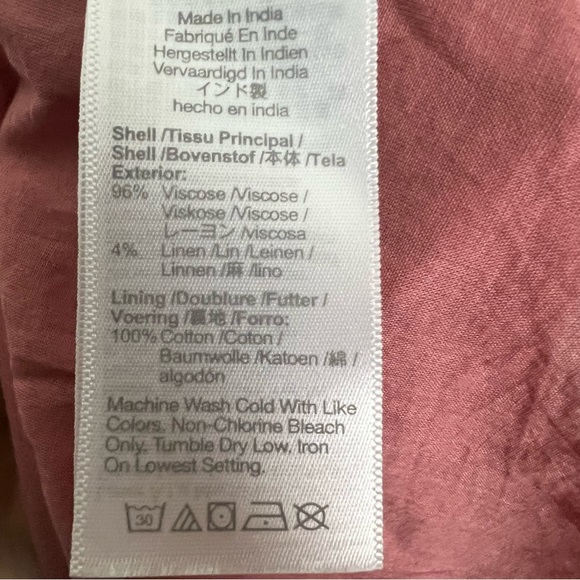 Made In India
Fabriqué En Inde
Hergestellt In Indien
Vervaardigd In India
インド製
hecho en india
Shell /Tissu Principal /
Shell /Bovenstof /本体 /Tela
Exterior:
96% Viscose /Viscose /
Viskose /Viscose /
レーヨン /viscosa
4% Linen /Lin /Leinen /
Linnen /麻 /lino
Lining /Doublure /Futter /
Voering /裏地 /Forro:
100% Cotton /Coton /
Baumwolle /Katoen /綿 /
algodón
Machine Wash Cold With Like
Colors. Non-Chlorine Bleach
Only. Tumble Dry Low. Iron
On Lowest Setting.
30